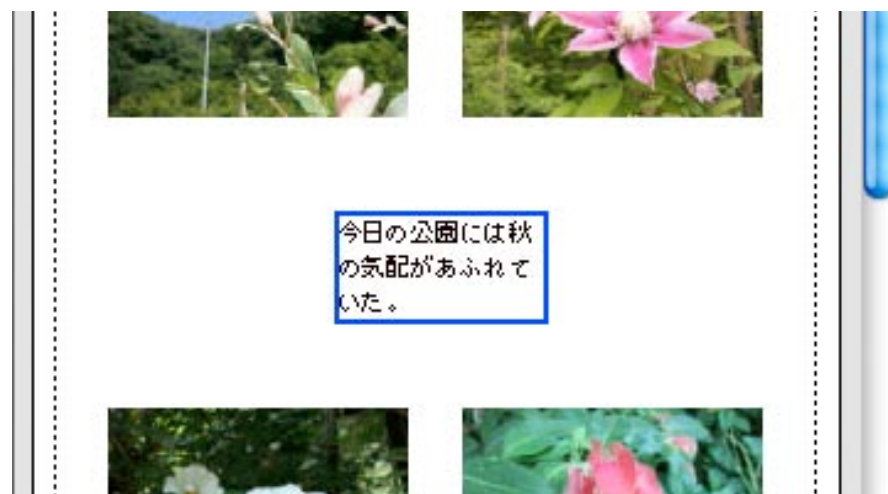 今日の公園には秋
の気配があふれて
いた。